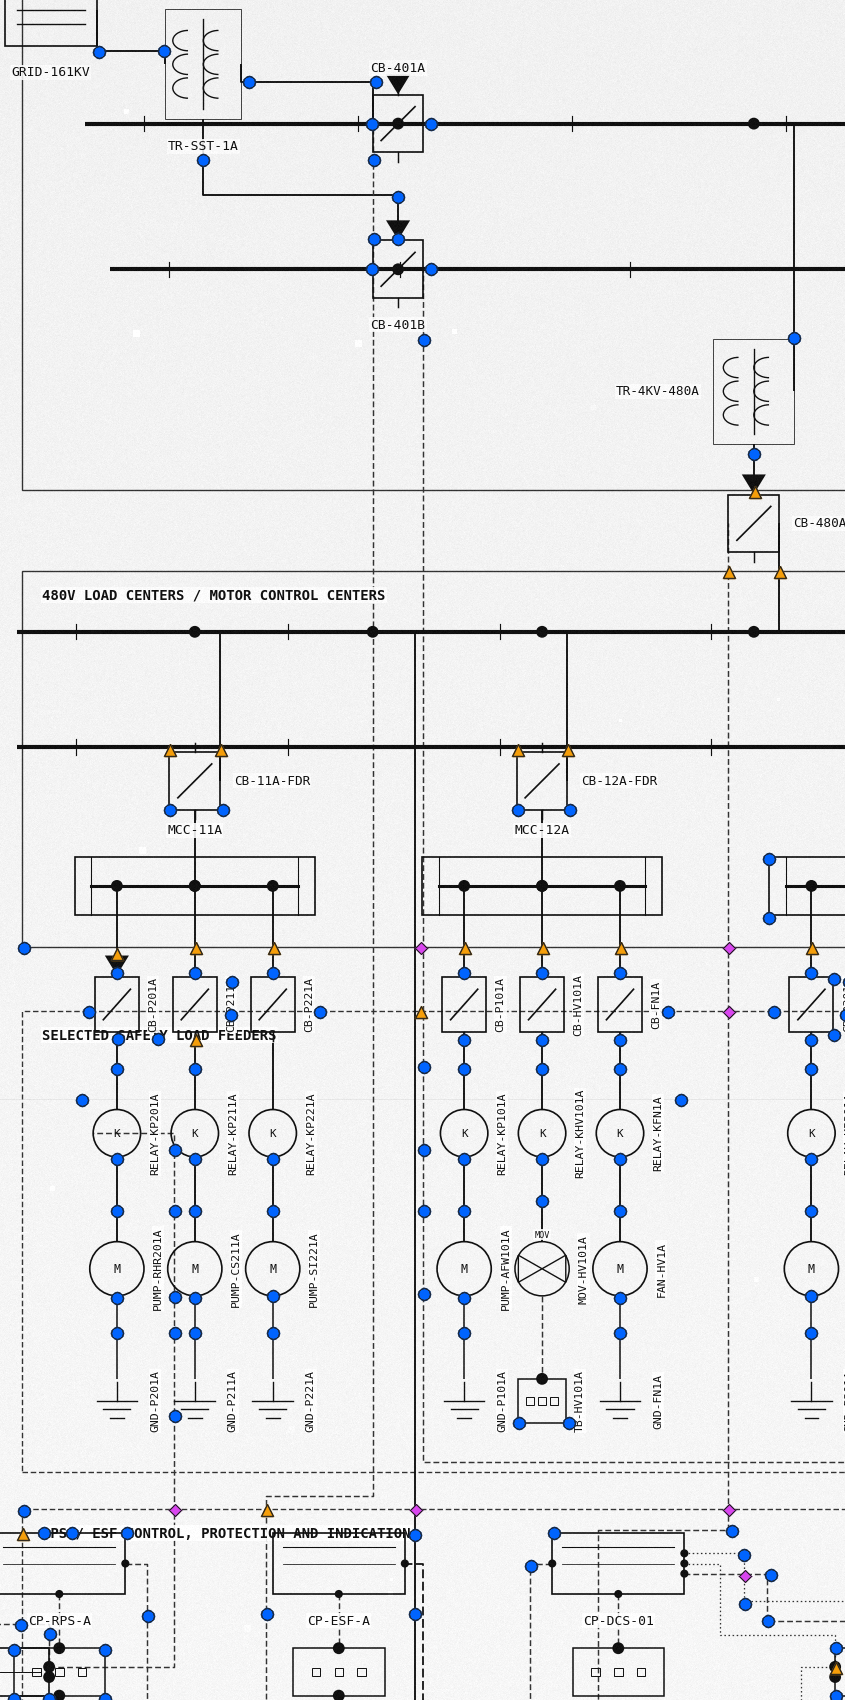 GRID-161KV
CB-401A
TR-SST-1A
CB-401B
TR-4KV-480A
CB-480A
480V LOAD CENTERS / MOTOR CONTROL CENTERS
CB-11A-FDR
CB-12A-FDR
MCC-11A
MCC-12A
CB-P201A
CB-P221A
CB-P101A
CB-HV101A
CB-FN1A
SELECTED SAFETY LOAD FEEDERS
K
RELAY-KP201A
K
RELAY-KP211A
K
RELAY-KP221A
K
RELAY-KP101A
K
RELAY-KHV101A
K
RELAY-KFN1A
K
MOV
M
PUMP-RHR201A
M
PUMP-CS211A
M
PUMP-SI221A
M
PUMP-AFW101A
MOV-HV101A
M
FAN-HV1A
M
GND-P201A
GND-P211A
GND-P221A
GND-P101A
TB-HV101A
GND-FN1A
ESF CONTROL, PROTECTION AND INDICATION
CP-RPS-A
CP-ESF-A
CP-DCS-01